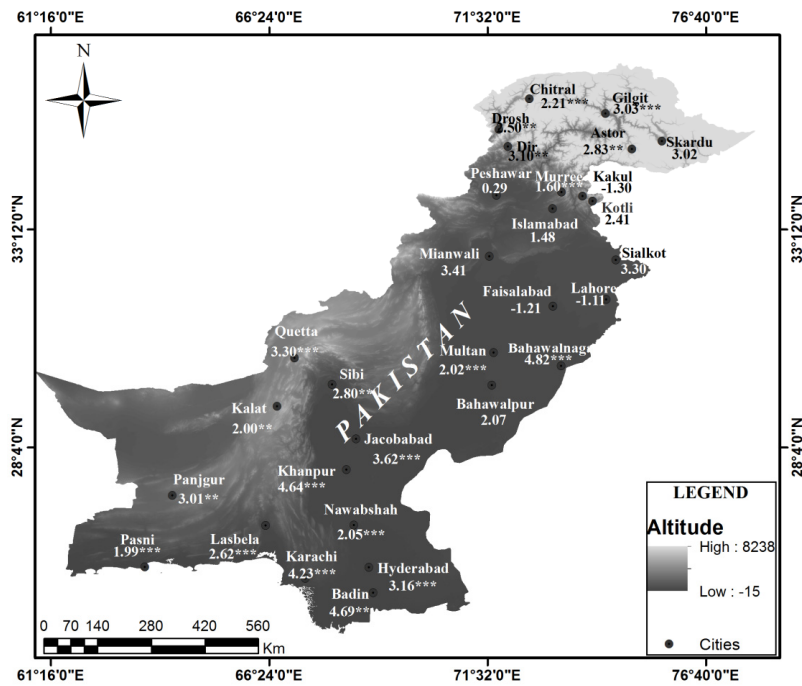 61°16'0"E
66°24'0"E
71°32'0"E
76°40'0"E
N
Chitral
2.21***
Gilgit
3.03***
Drosh
2.50**
Astor
2.83**
Skardu
3.02
Dir
3.10**
Peshawar
0.29
Murree
1.60***
Kakul
-1.30
Kotli
2.41
Islamabad
1.48
33°12'0"N
33°12'0"N
Mianwali
3.41
Sialkot
3.30
Faisalabad
-1.21
Lahore
-1.11
PAKISTAN
Quetta
3.30***
Multan
2.02***
Bahawalnaga
4.82***
Sibi
2.80**
Kalat
2.00**
Bahawalpur
2.07
28°4'0"N
28°4'0"N
Jacobabad
3.62***
Khanpur
4.64***
Panjgur
3.01**
Nawabshah
2.05***
Pasni
1.99***
Lasbela
2.62***
Karachi
4.23***
Hyderabad
3.16***
Badin
4.69**
LEGEND
Altitude
High : 8238
Low : -15
Cities
0 70 140 280 420 560
Km
61°16'0"E
66°24'0"E
71°32'0"E
76°40'0"E